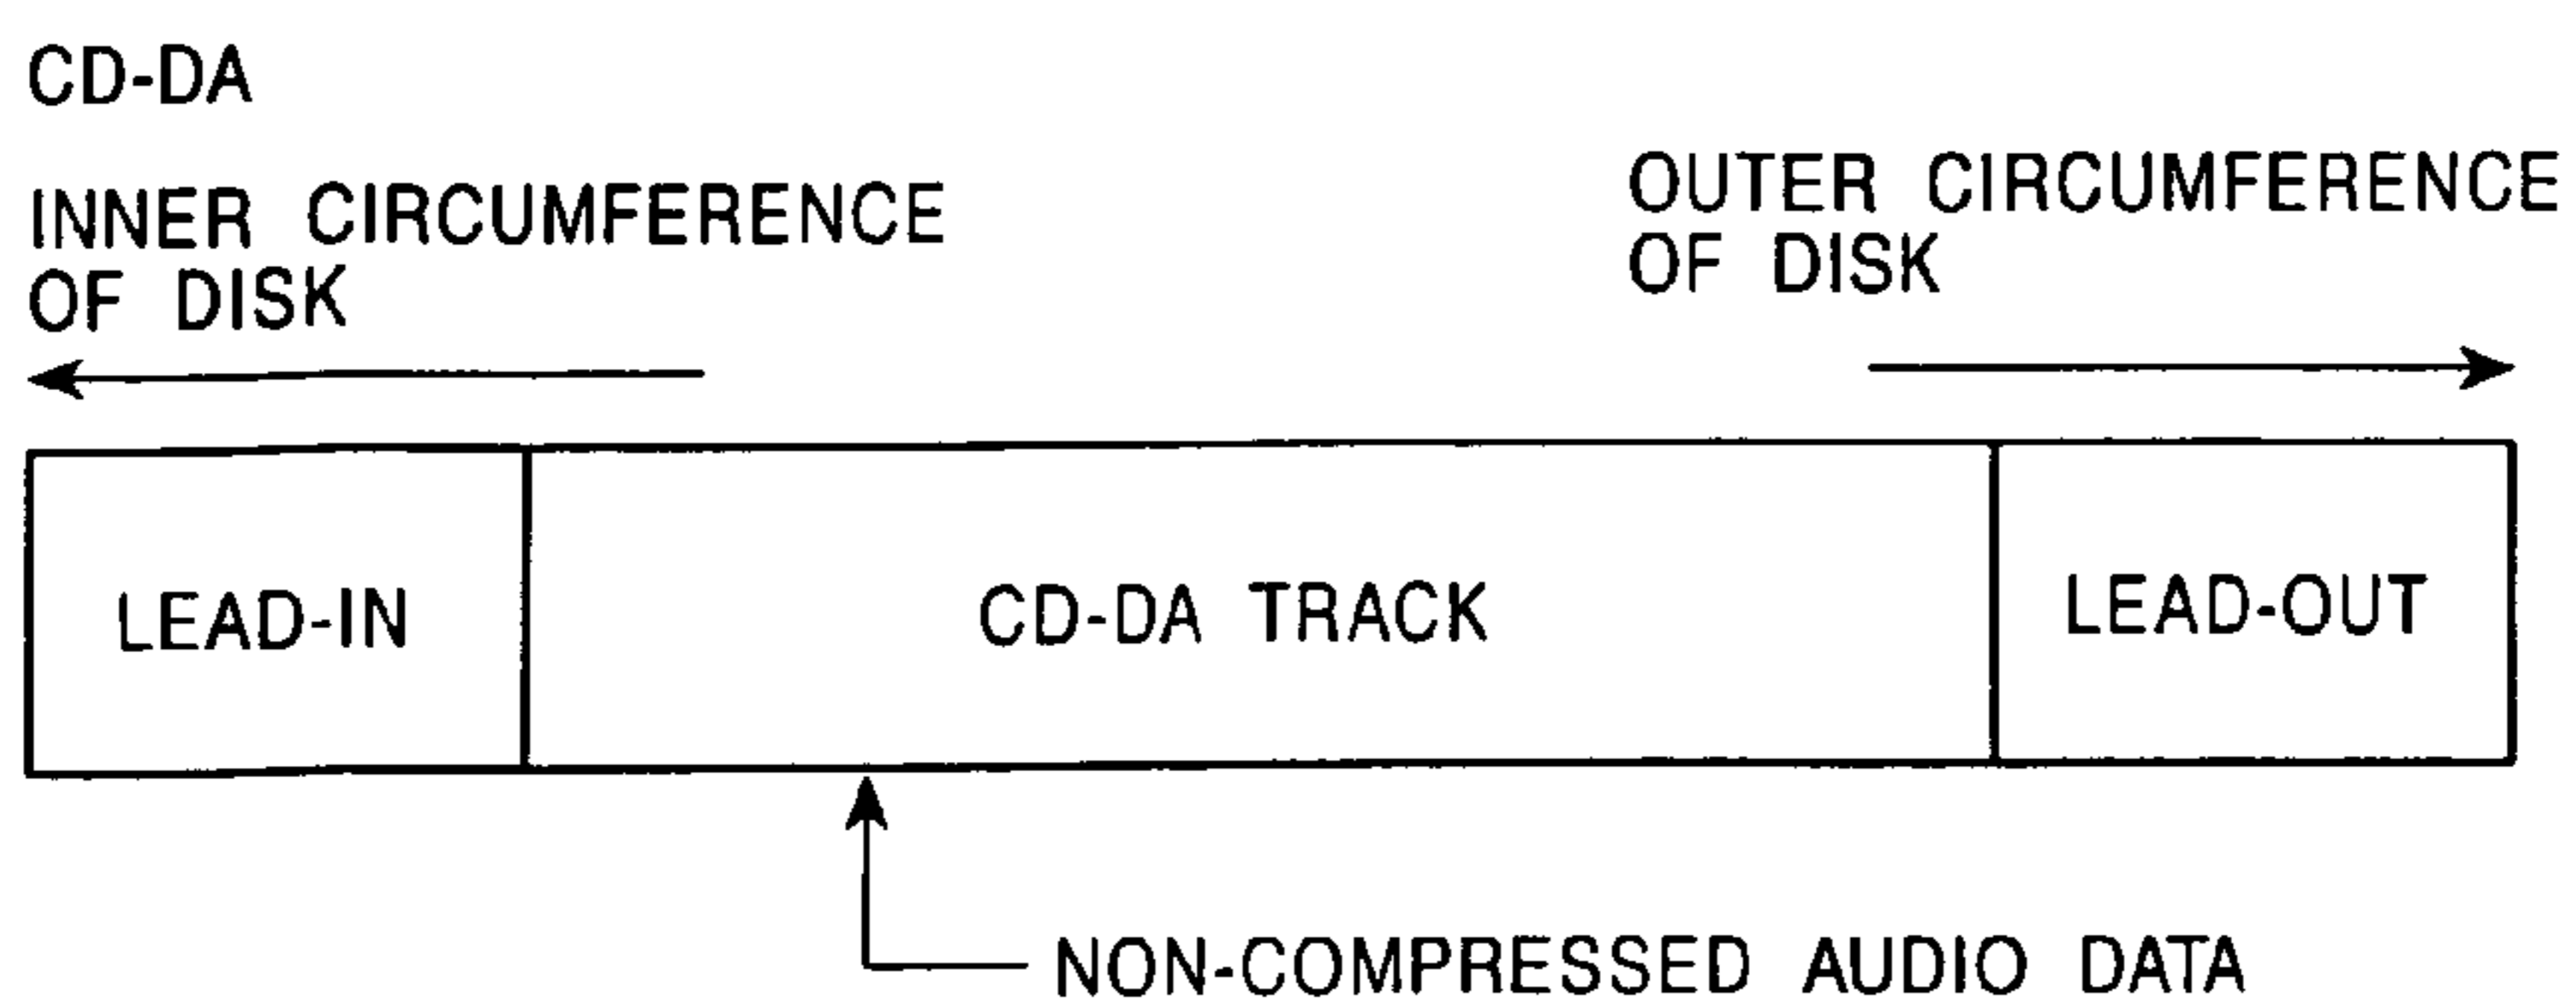 CD-DA
INNER CIRCUMFERENCE
OF DISK
OUTER CIRCUMFERENCE
OF DISK
LEAD-IN
CD-DA TRACK
LEAD-OUT
NON-COMPRESSED AUDIO DATA